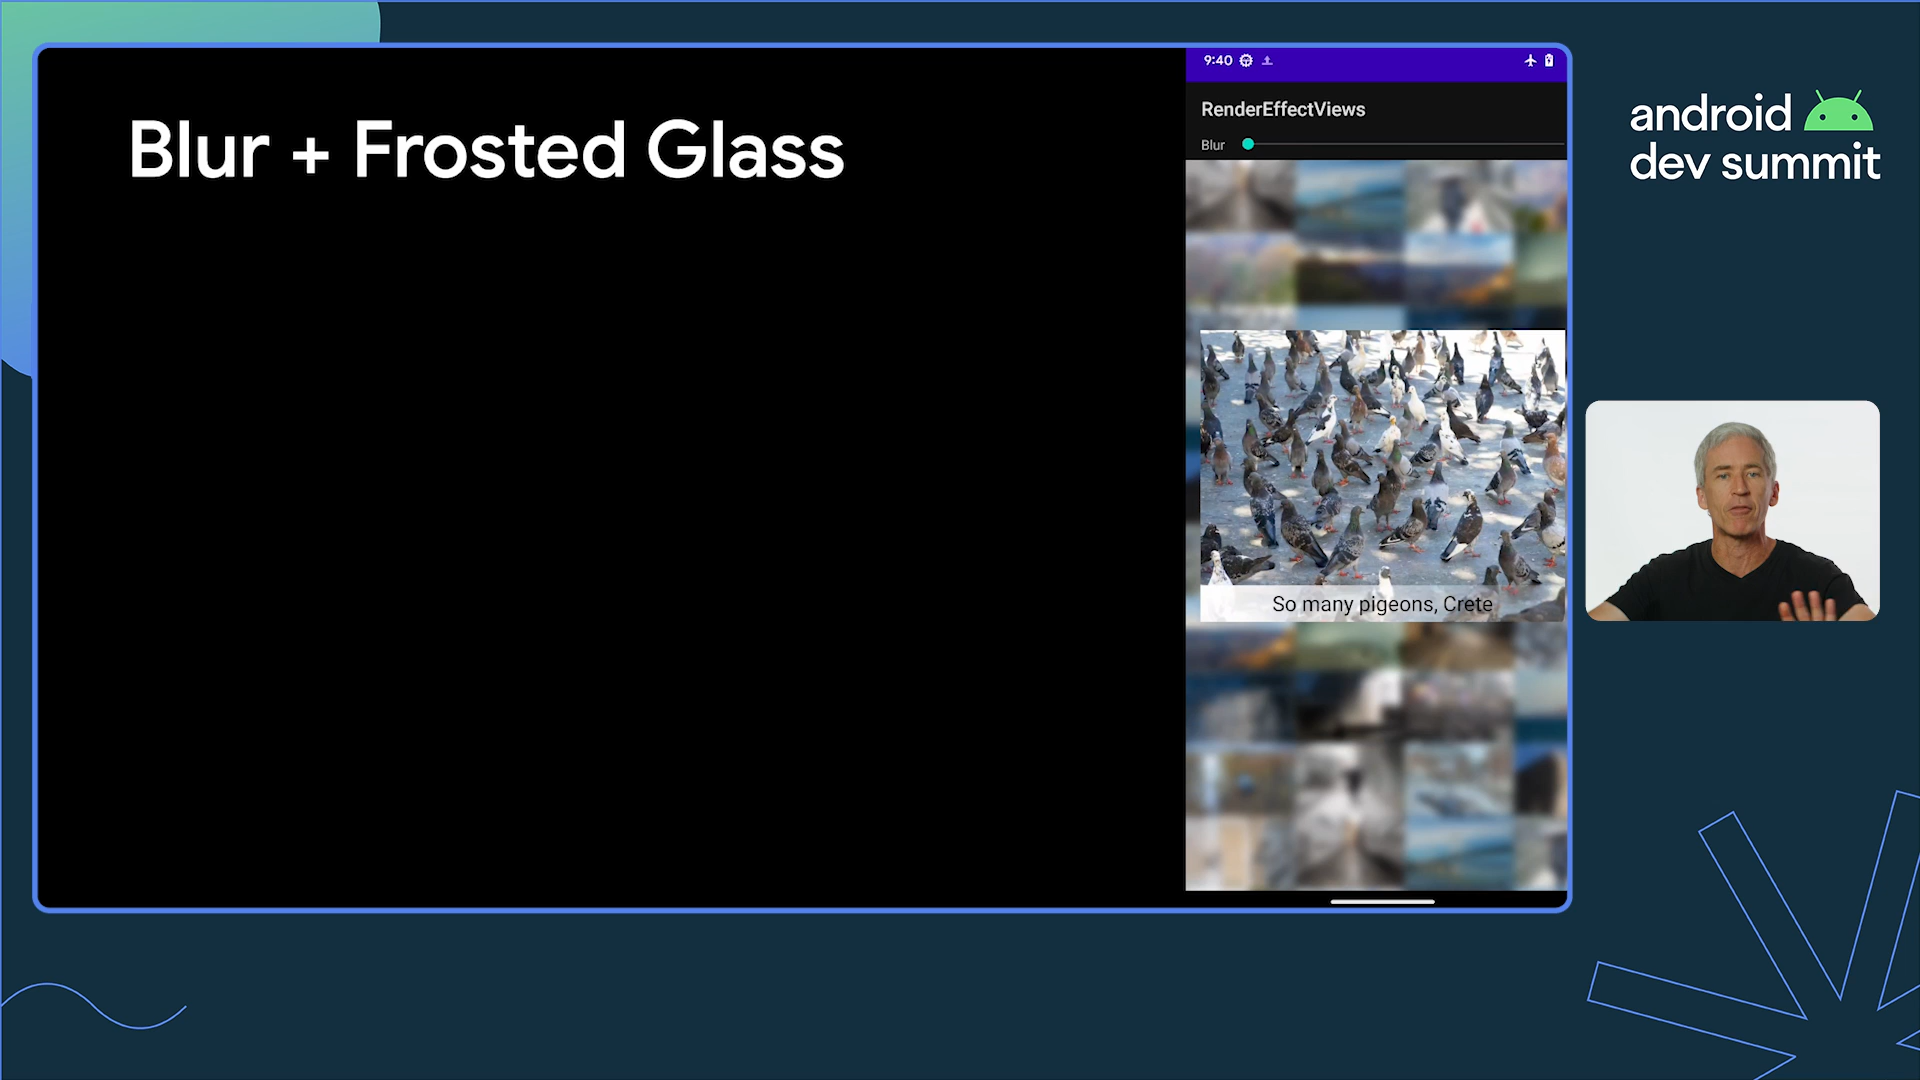 Blur + Frosted Glass
9:40
RenderEffectViews
Blur
So many pigeons, Crete
android
dev summit